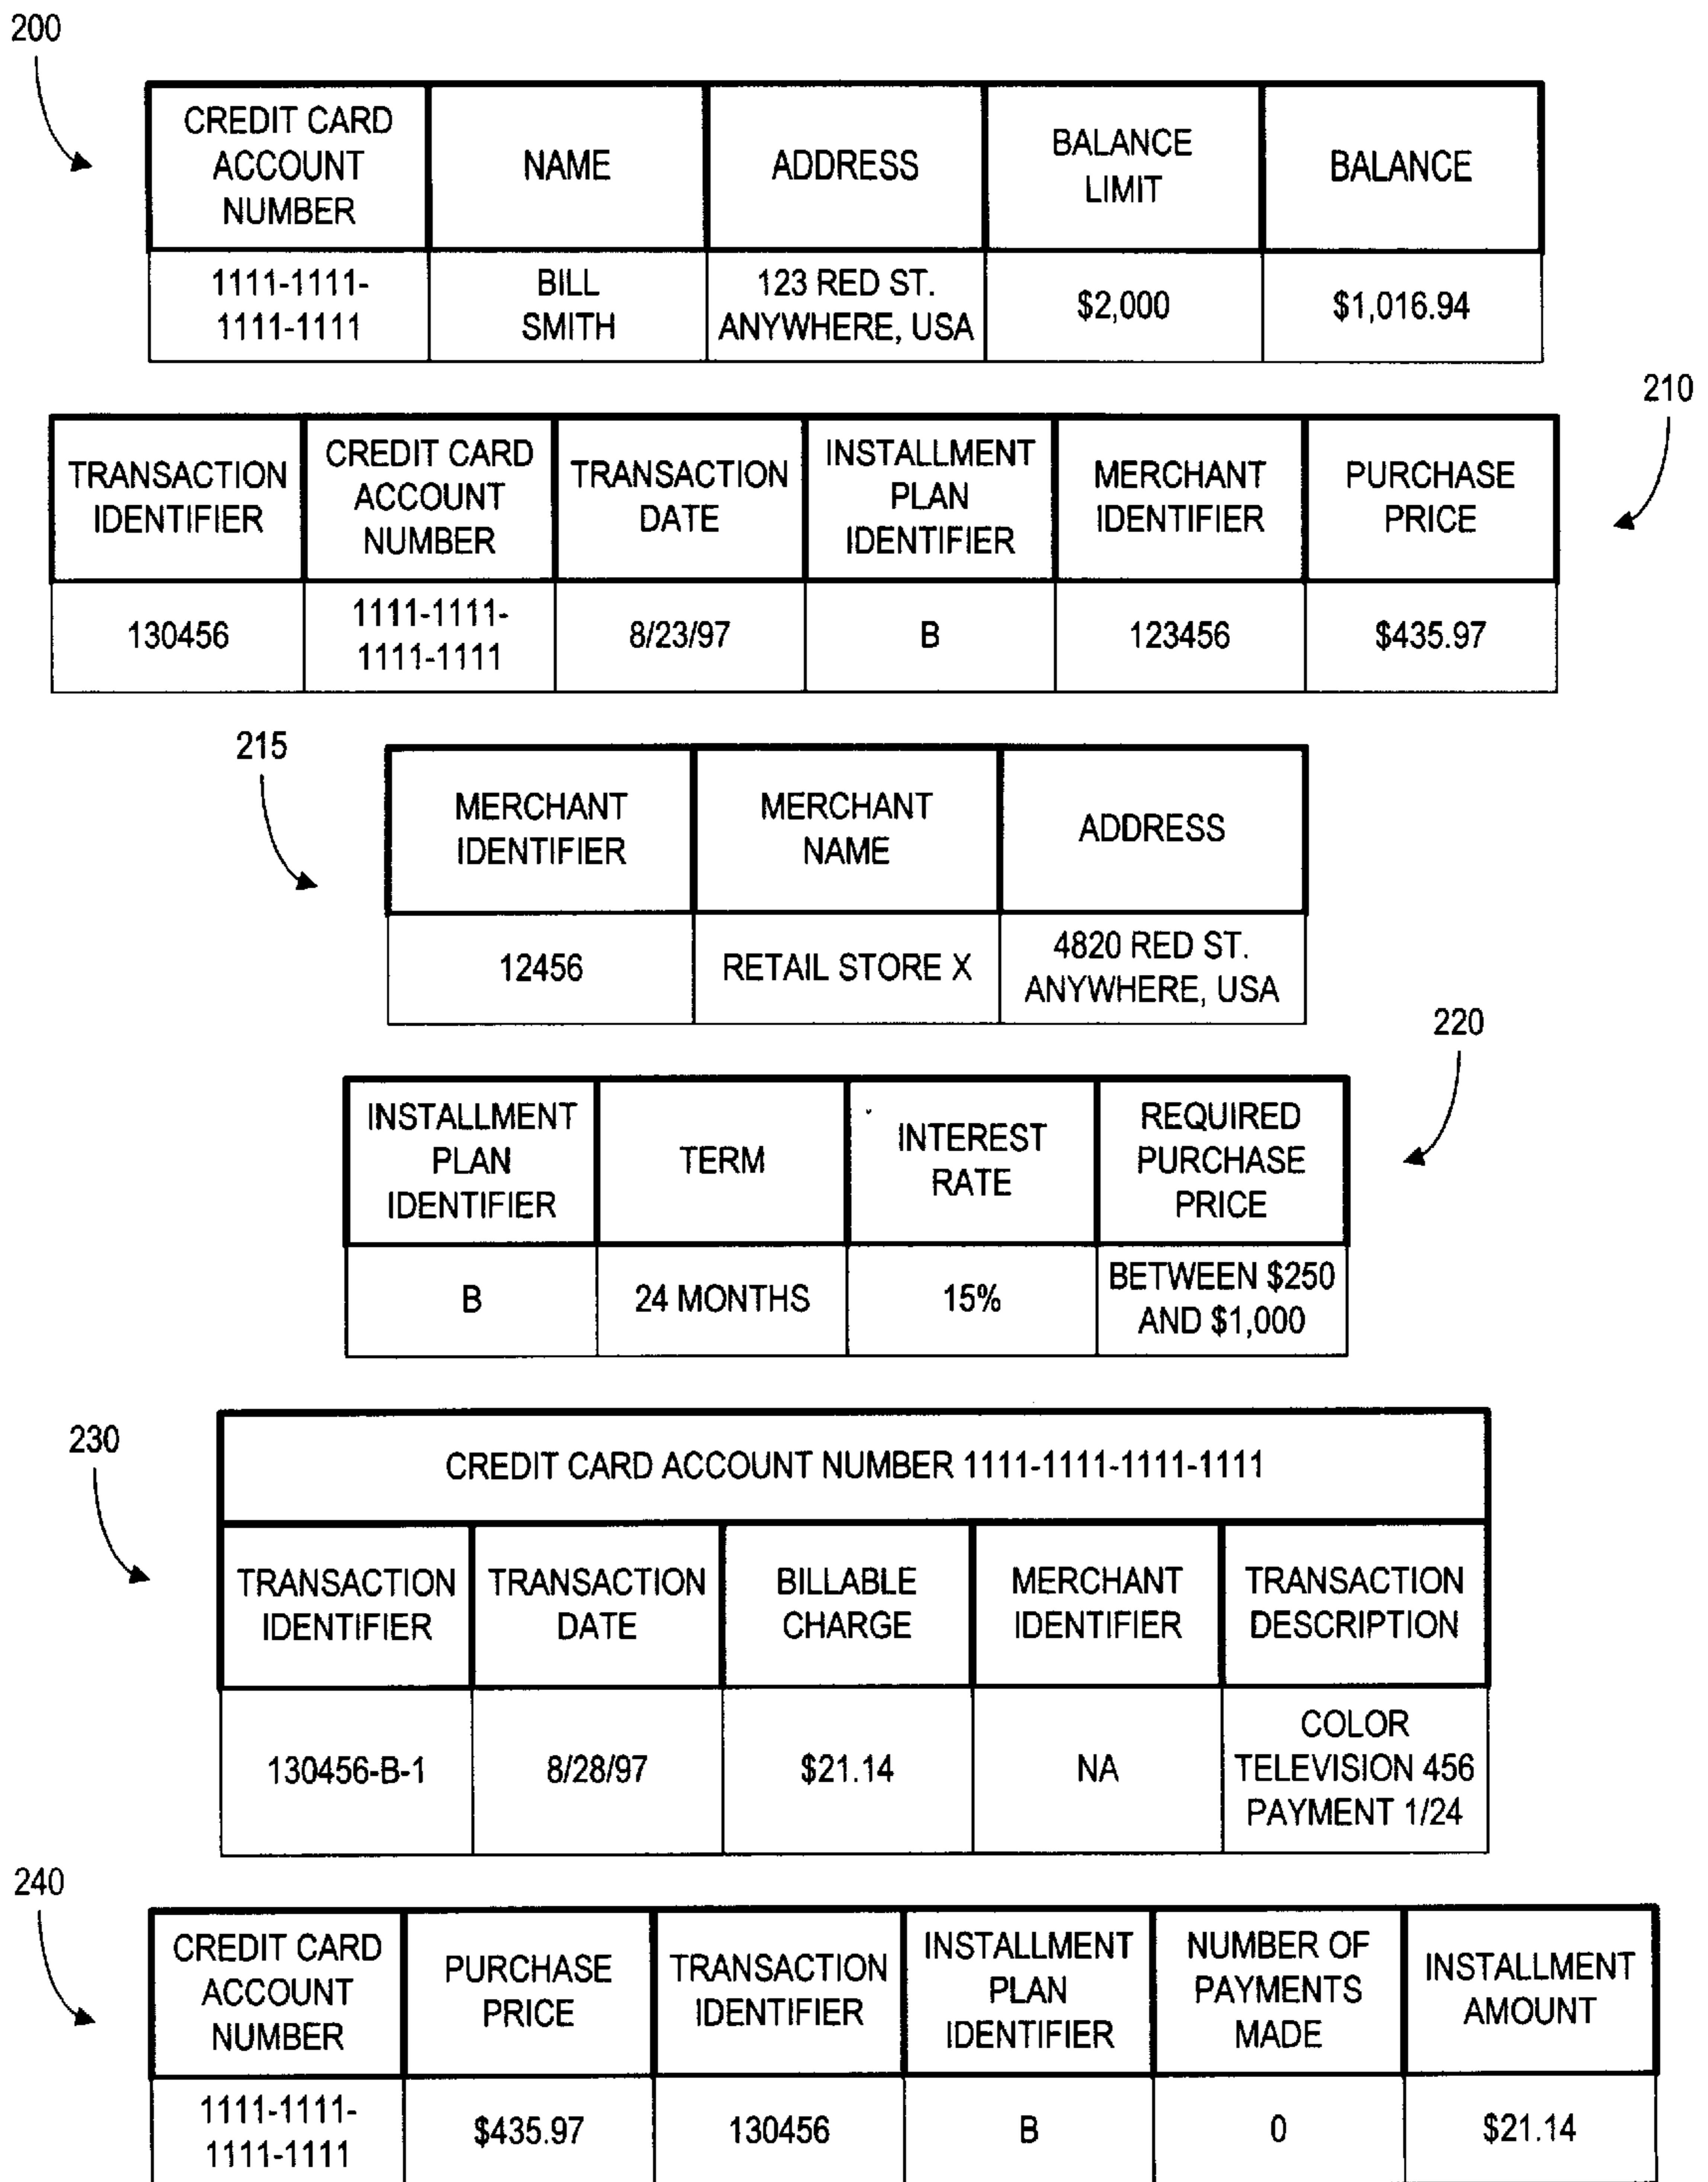 200
CREDIT CARD ACCOUNT NUMBER | NAME | ADDRESS | BALANCE LIMIT | BALANCE
1111-1111-1111-1111 | BILL SMITH | 123 RED ST. ANYWHERE, USA | $2,000 | $1,016.94
210
TRANSACTION IDENTIFIER | CREDIT CARD ACCOUNT NUMBER | TRANSACTION DATE | INSTALLMENT PLAN IDENTIFIER | MERCHANT IDENTIFIER | PURCHASE PRICE
130456 | 1111-1111-1111-1111 | 8/23/97 | B | 123456 | $435.97
215
MERCHANT IDENTIFIER | MERCHANT NAME | ADDRESS
12456 | RETAIL STORE X | 4820 RED ST. ANYWHERE, USA
220
INSTALLMENT PLAN IDENTIFIER | TERM | INTEREST RATE | REQUIRED PURCHASE PRICE
B | 24 MONTHS | 15% | BETWEEN $250 AND $1,000
230
CREDIT CARD ACCOUNT NUMBER 1111-1111-1111-1111
TRANSACTION IDENTIFIER | TRANSACTION DATE | BILLABLE CHARGE | MERCHANT IDENTIFIER | TRANSACTION DESCRIPTION
130456-B-1 | 8/28/97 | $21.14 | NA | COLOR TELEVISION 456 PAYMENT 1/24
240
CREDIT CARD ACCOUNT NUMBER | PURCHASE PRICE | TRANSACTION IDENTIFIER | INSTALLMENT PLAN IDENTIFIER | NUMBER OF PAYMENTS MADE | INSTALLMENT AMOUNT
1111-1111-1111-1111 | $435.97 | 130456 | B | 0 | $21.14